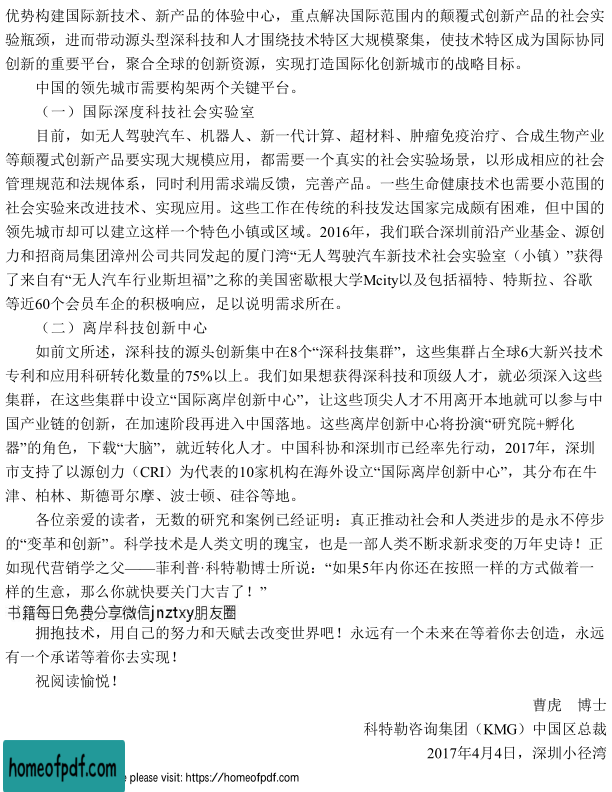 优势构建国际新技术、新产品的体验中心，重点解决国际范围内的颠覆式创新产品的社会实
验瓶颈，进而带动源头型深科技和人才围绕技术特区大规模聚集，使技术特区成为国际协同
创新的重要平台，聚合全球的创新资源，实现打造国际化创新城市的战略目标。
中国的领先城市需要构架两个关键平台。
（一）国际深度科技社会实验室
目前，如无人驾驶汽车、机器人、新一代计算、超材料、肿瘤免疫治疗、合成生物产业
等颠覆式创新产品要实现大规模应用，都需要一个真实的社会实验场景，以形成相应的社会
管理规范和法规体系，同时利用需求端反馈，完善产品。一些生命健康技术也需要小范围的
社会实验来改进技术、实现应用。这些工作在传统的科技发达国家完成颇有困难，但中国的
领先城市却可以建立这样一个特色小镇或区域。2016年，我们联合深圳前沿产业基金、源创
力和招商局集团漳州公司共同发起的厦门湾“无人驾驶汽车新技术社会实验室（小镇）”获得
了来自有“无人汽车行业斯坦福”之称的美国密歇根大学Mcity以及包括福特、特斯拉、谷歌
等近60个会员车企的积极响应，足以说明需求所在。
（二）离岸科技创新中心
如前文所述，深科技的源头创新集中在8个“深科技集群”，这些集群占全球6大新兴技术
专利和应用科研转化数量的75%以上。我们如果想获得深科技和顶级人才，就必须深入这些
集群，在这些集群中设立“国际离岸创新中心”，让这些顶尖人才不用离开本地就可以参与中
国产业链的创新，在加速阶段再进入中国落地。这些离岸创新中心将扮演“研究院+孵化
器”的角色，下载“大脑”，就近转化人才。中国科协和深圳市已经率先行动，2017年，深圳
市支持了以源创力（CRI）为代表的10家机构在海外设立“国际离岸创新中心”，其分布在牛
津、柏林、斯德哥尔摩、波士顿、硅谷等地。
各位亲爱的读者，无数的研究和案例已经证明：真正推动社会和人类进步的是永不停步
的“变革和创新”。科学技术是人类文明的瑰宝，也是一部人类不断求新求变的万年史诗！正
如现代营销学之父——菲利普·科特勒博士所说：“如果5年内你还在按照一样的方式做着一
样的生意，那么你就快要关门大吉了！”
书籍每日免费分享微信jnztxy朋友圈
拥抱技术，用自己的努力和天赋去改变世界吧！永远有一个未来在等着你去创造，永远
有一个承诺等着你去实现！
祝阅读愉悦！
曹虎　博士
科特勒咨询集团（KMG）中国区总裁
2017年4月4日，深圳小径湾
homeofpdf.com
e please visit: https://homeofpdf.com